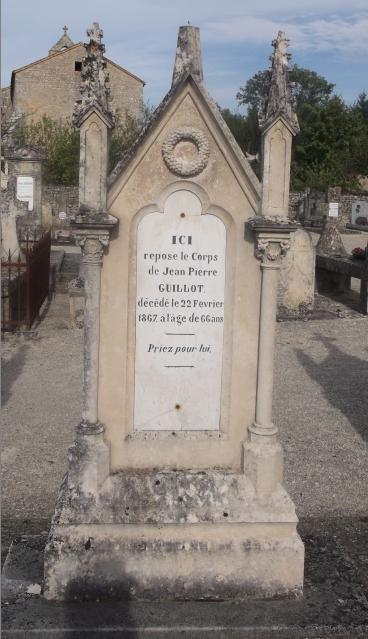 ICI
repose le Corps
de Jean Pierre
GUILLOT,
décédé le 22 Février
1867, à l'âge de 66 ans
Priez pour lui.